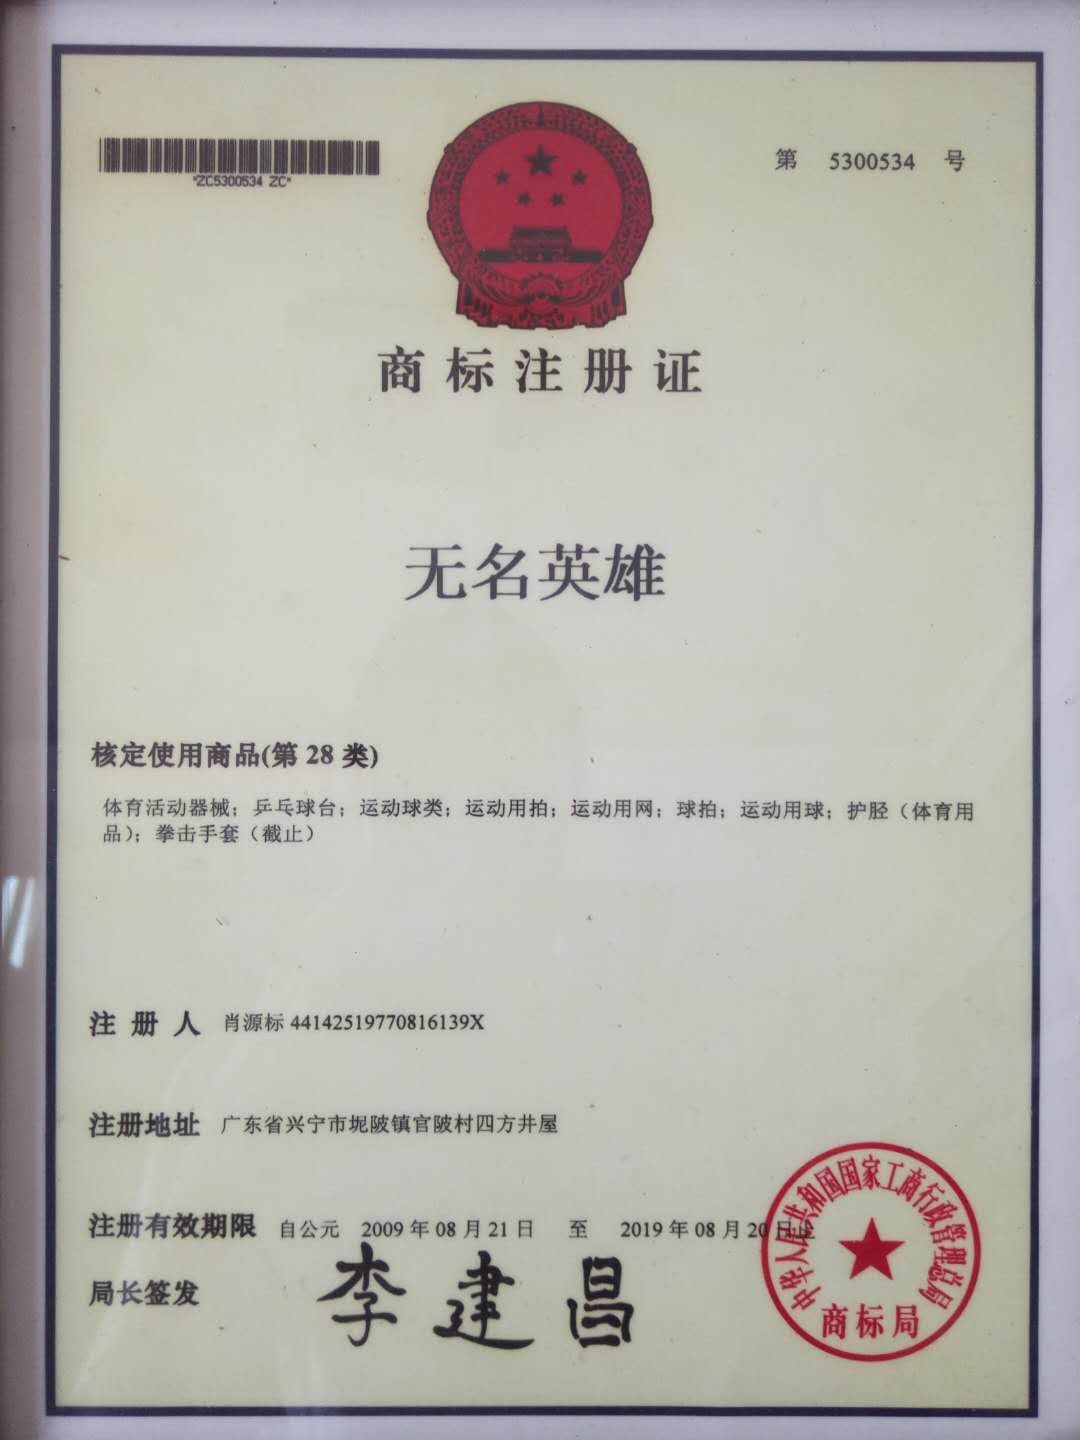 "ZC5300534 ZC"
第 5300534 号
商标注册证
无名英雄
核定使用商品(第 28 类)
体育活动器械；乒乓球台；运动球类；运动用拍；运动用网；球拍；运动用球；护胫（体育用
品）；拳击手套（截止）
注 册 人 肖源标 44142519770816139X
注册地址 广东省兴宁市坭陂镇官陂村四方井屋
注册有效期限 自公元 2009 年 08 月 21 日 至 2019 年 08 月 20 日止
局长签发 李建昌
中华人民共和国国家工商行政管理总局
商标局